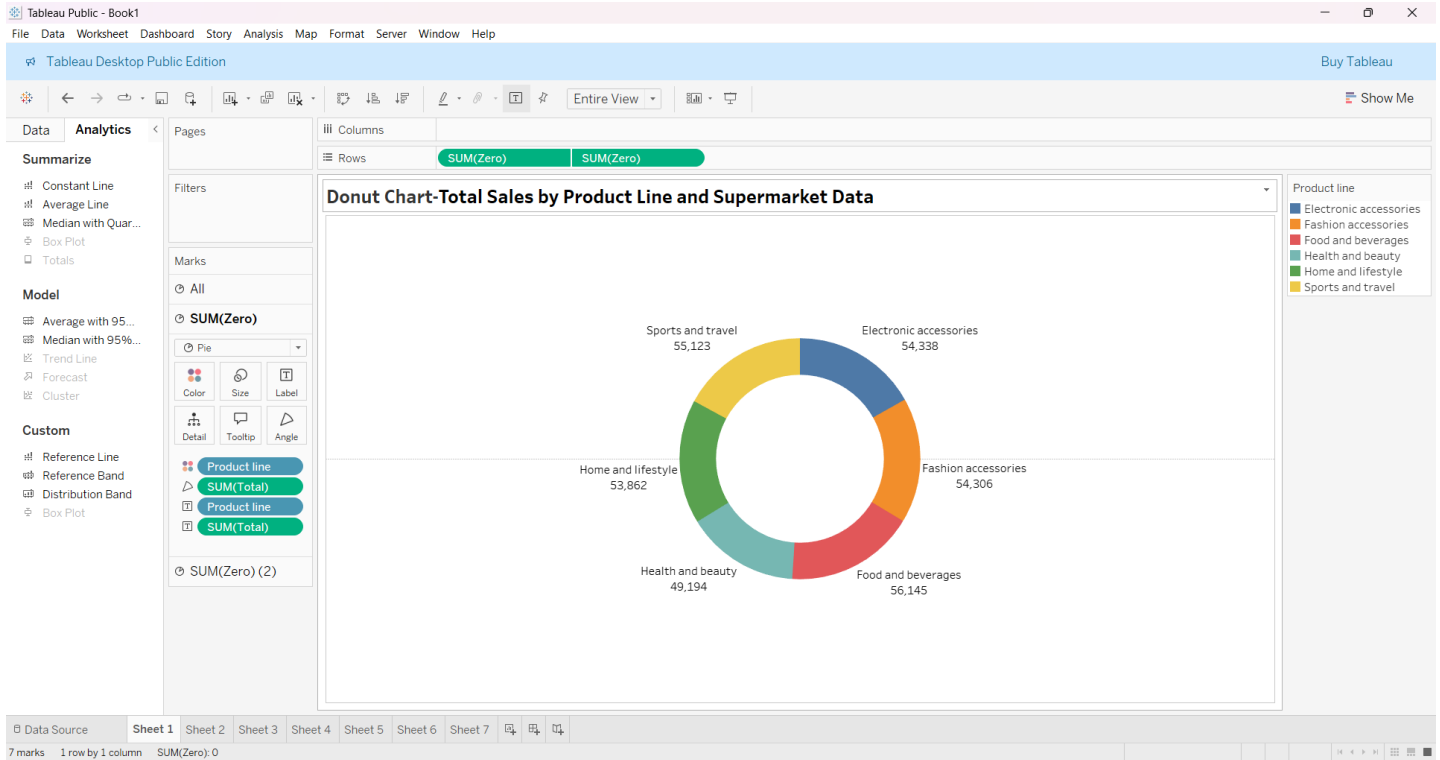 Tableau Public - Book1
File Data Worksheet Dashboard Story Analysis Map Format Server Window Help
Tableau Desktop Public Edition
Buy Tableau
Entire View
Show Me
Data Analytics
Summarize
Constant Line
Average Line
Median with Quar...
Box Plot
Totals
Model
Average with 95...
Median with 95%...
Trend Line
Forecast
Cluster
Custom
Reference Line
Reference Band
Distribution Band
Box Plot
Pages
Filters
Marks
All
SUM(Zero)
Pie
Color Size Label
Detail Tooltip Angle
Product line
SUM(Total)
Product line
SUM(Total)
SUM(Zero) (2)
Columns
Rows SUM(Zero) SUM(Zero)
Donut Chart-Total Sales by Product Line and Supermarket Data
Sports and travel
55,123
Electronic accessories
54,338
Home and lifestyle
53,862
Fashion accessories
54,306
Health and beauty
49,194
Food and beverages
56,145
Product line
Electronic accessories
Fashion accessories
Food and beverages
Health and beauty
Home and lifestyle
Sports and travel
Data Source Sheet 1 Sheet 2 Sheet 3 Sheet 4 Sheet 5 Sheet 6 Sheet 7
7 marks 1 row by 1 column SUM(Zero): 0